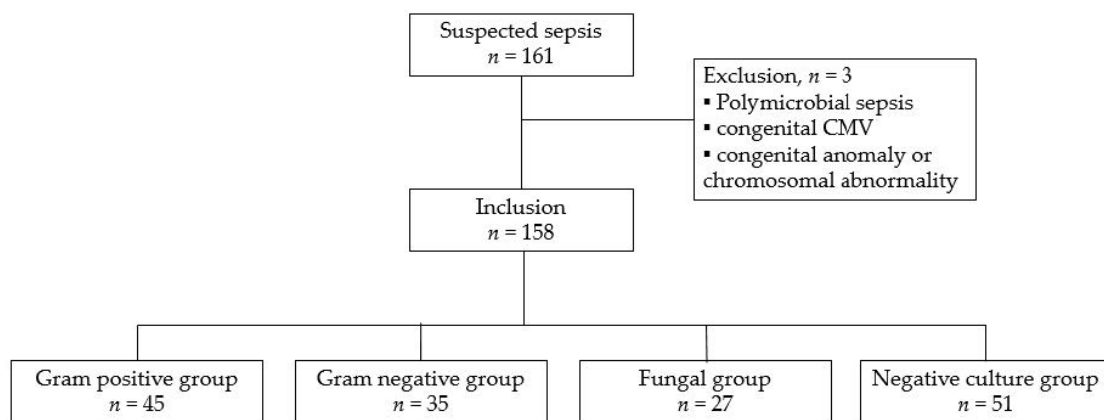 Suspected sepsis
n = 161
Exclusion, n = 3
▪ Polymicrobial sepsis
▪ congenital CMV
▪ congenital anomaly or
chromosomal abnormality
Inclusion
n = 158
Gram positive group
n = 45
Gram negative group
n = 35
Fungal group
n = 27
Negative culture group
n = 51